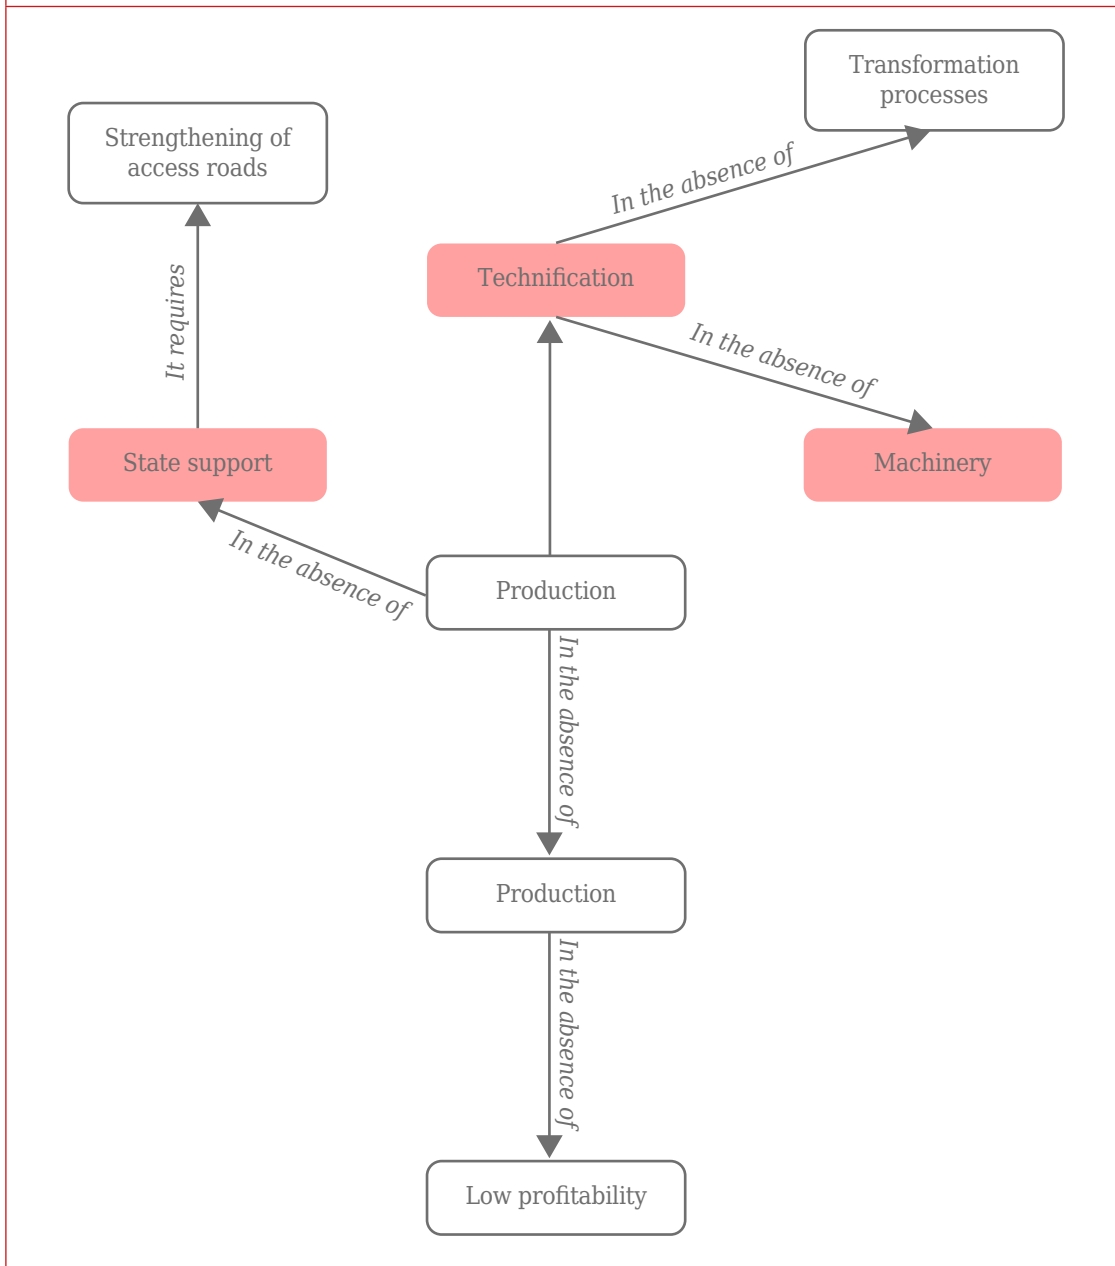 Transformation
processes
Strengthening of
access roads
In the absence of
Technification
It requires
In the absence of
State support
Machinery
In the absence of
Production
In the absence of
Production
In the absence of
Low profitability